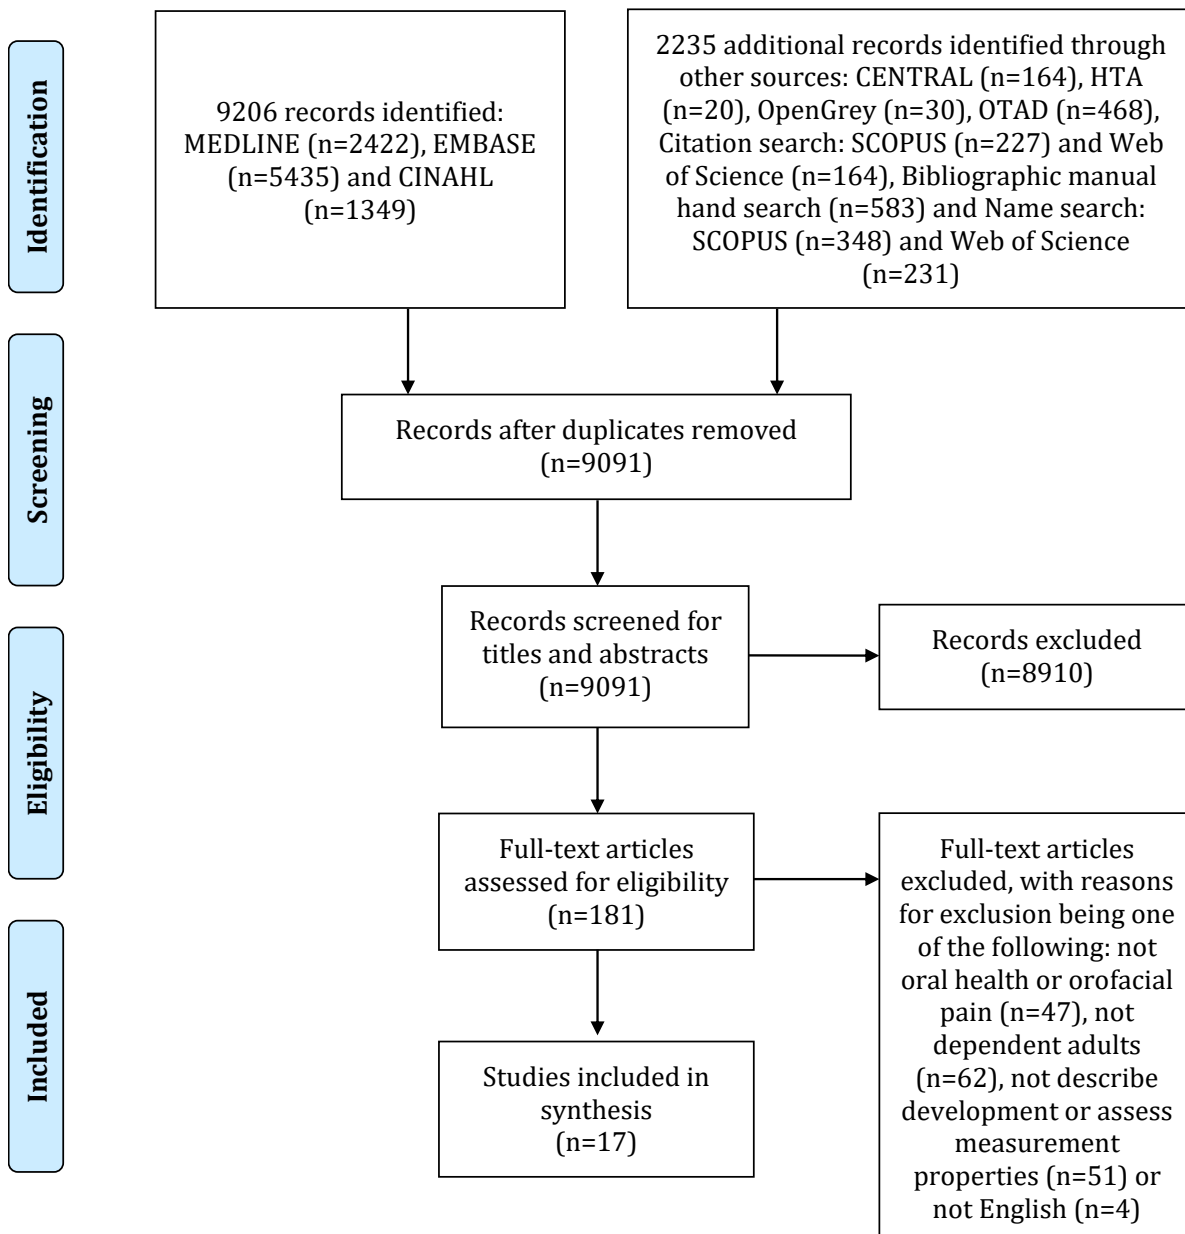 Identification
9206 records identified:
MEDLINE (n=2422), EMBASE
(n=5435) and CINAHL
(n=1349)
2235 additional records identified through
other sources: CENTRAL (n=164), HTA
(n=20), OpenGrey (n=30), OTAD (n=468),
Citation search: SCOPUS (n=227) and Web
of Science (n=164), Bibliographic manual
hand search (n=583) and Name search:
SCOPUS (n=348) and Web of Science
(n=231)
Screening
Records after duplicates removed
(n=9091)
Eligibility
Records screened for
titles and abstracts
(n=9091)
Records excluded
(n=8910)
Full-text articles
assessed for eligibility
(n=181)
Full-text articles
excluded, with reasons
for exclusion being one
of the following: not
oral health or orofacial
pain (n=47), not
dependent adults
(n=62), not describe
development or assess
measurement
properties (n=51) or
not English (n=4)
Included
Studies included in
synthesis
(n=17)